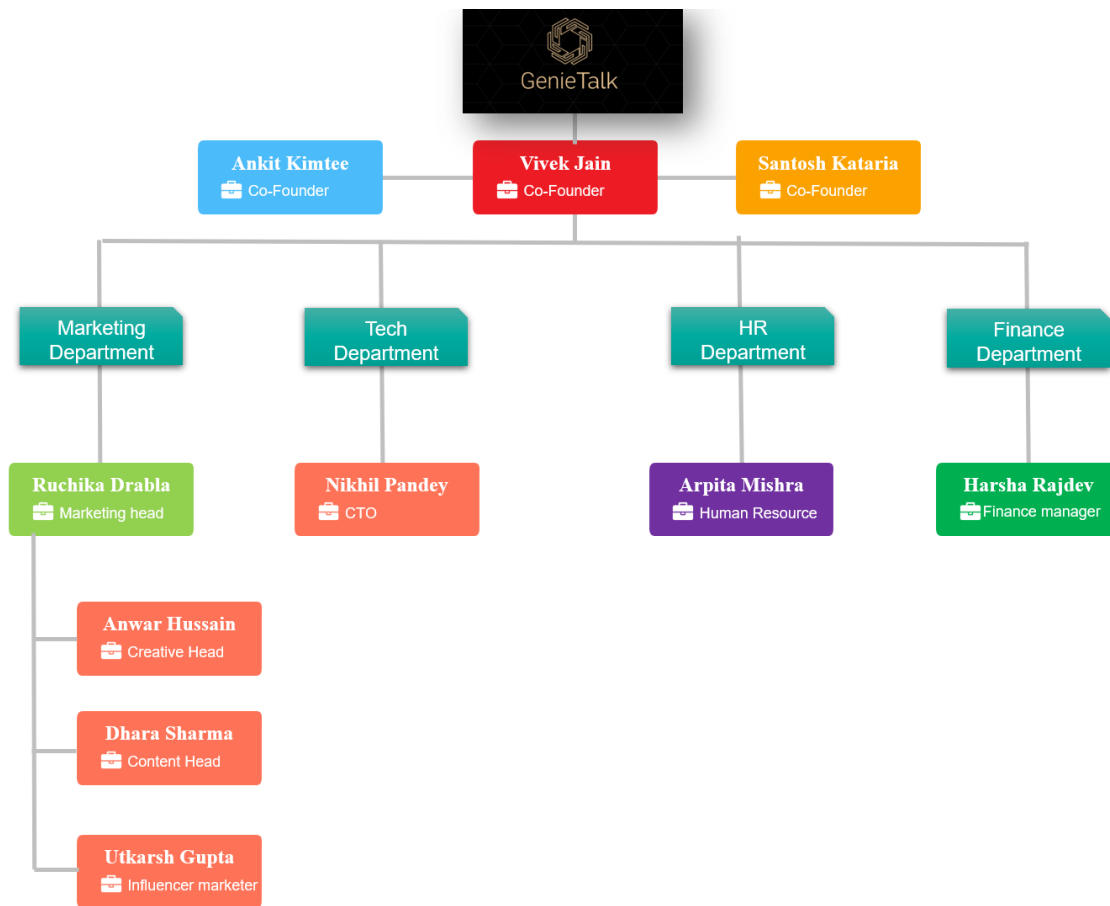 GenieTalk
Ankit Kimtee
Co-Founder
Vivek Jain
Co-Founder
Santosh Kataria
Co-Founder
Marketing
Department
Tech
Department
HR
Department
Finance
Department
Ruchika Drabla
Marketing head
Nikhil Pandey
CTO
Arpita Mishra
Human Resource
Harsha Rajdev
Finance manager
Anwar Hussain
Creative Head
Dhara Sharma
Content Head
Utkarsh Gupta
Influencer marketer